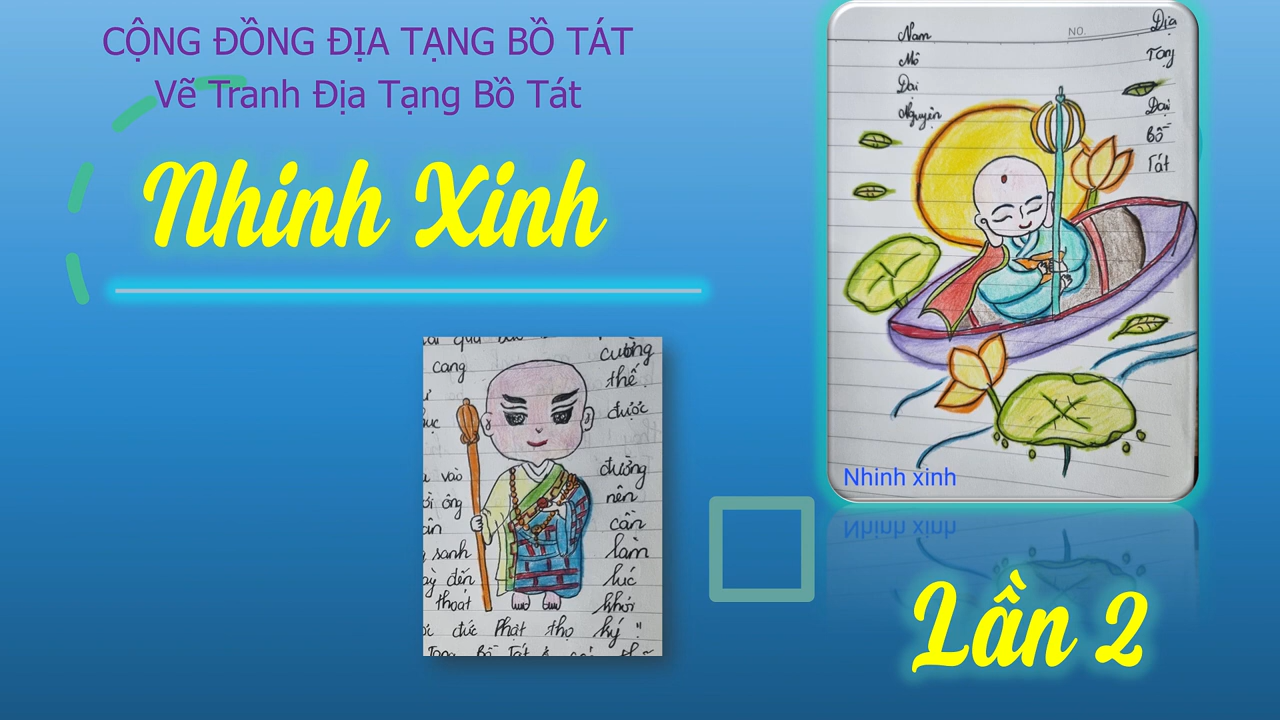 CỘNG ĐỒNG ĐỊA TẠNG BỒ TÁT
Vẽ Tranh Địa Tạng Bồ Tát
Nhinh Xinh
Nam
Mô
Đại
Nguyện
NO.
Địa
Tạng
Đại
Bồ
Tát
Nhinh xinh
cang
cường
thế
được
vào
đường
nên
cần
sanh
làm
đến
lúc
thoát
khởi
đức Phật thọ ký "
Lần 2